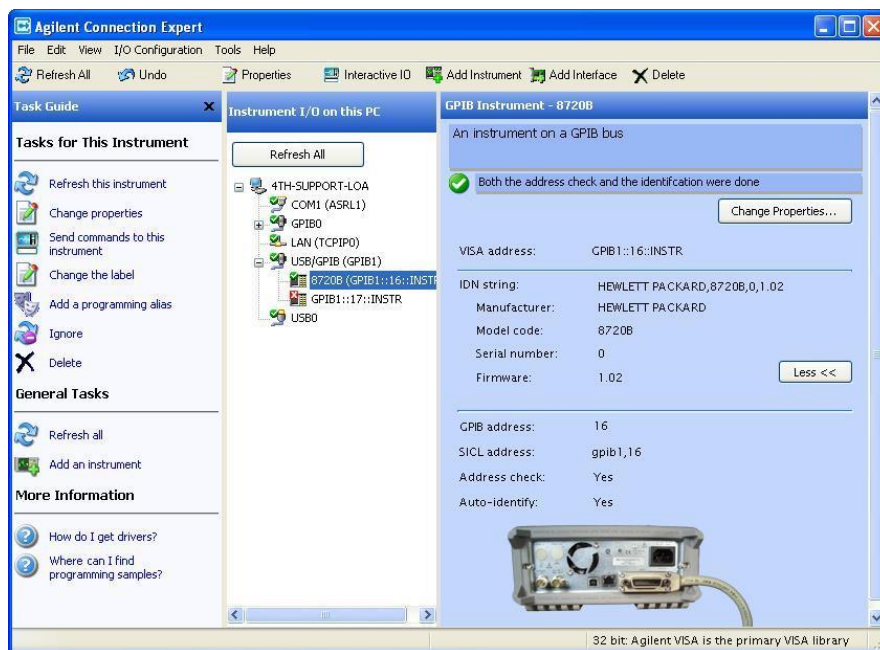 Agilent Connection Expert
File Edit View I/O Configuration Tools Help
Refresh All Undo Properties Interactive IO Add Instrument Add Interface Delete
Task Guide
Tasks for This Instrument
Refresh this instrument
Change properties
Send commands to this
instrument
Change the label
Add a programming alias
Ignore
Delete
General Tasks
Refresh all
Add an instrument
More Information
How do I get drivers?
Where can I find
programming samples?
Instrument I/O on this PC
Refresh All
4TH-SUPPORT-LOA
COM1 (ASRL1)
GPIB0
LAN (TCPIP0)
USB/GPIB (GPIB1)
8720B (GPIB1::16::INSTR
GPIB1::17::INSTR
USB0
GPIB Instrument - 8720B
An instrument on a GPIB bus
Both the address check and the identifcation were done
Change Properties...
VISA address: GPIB1::16::INSTR
IDN string: HEWLETT PACKARD,8720B,0,1.02
Manufacturer: HEWLETT PACKARD
Model code: 8720B
Serial number: 0
Firmware: 1.02
Less <<
GPIB address: 16
SICL address: gpib1,16
Address check: Yes
Auto-identify: Yes
32 bit: Agilent VISA is the primary VISA library